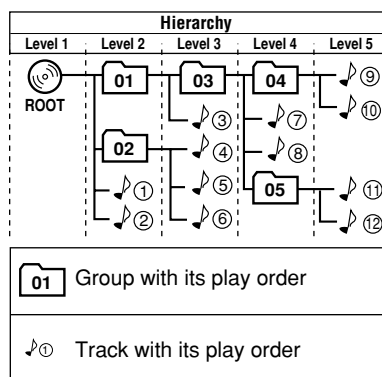 Hierarchy
Level 1 Level 2 Level 3 Level 4 Level 5
ROOT 01 03 04 ⑨
⑩
③ ⑦
02 ④ ⑧
① ⑤ 05 ⑪
② ⑥ ⑫
01 Group with its play order
① Track with its play order